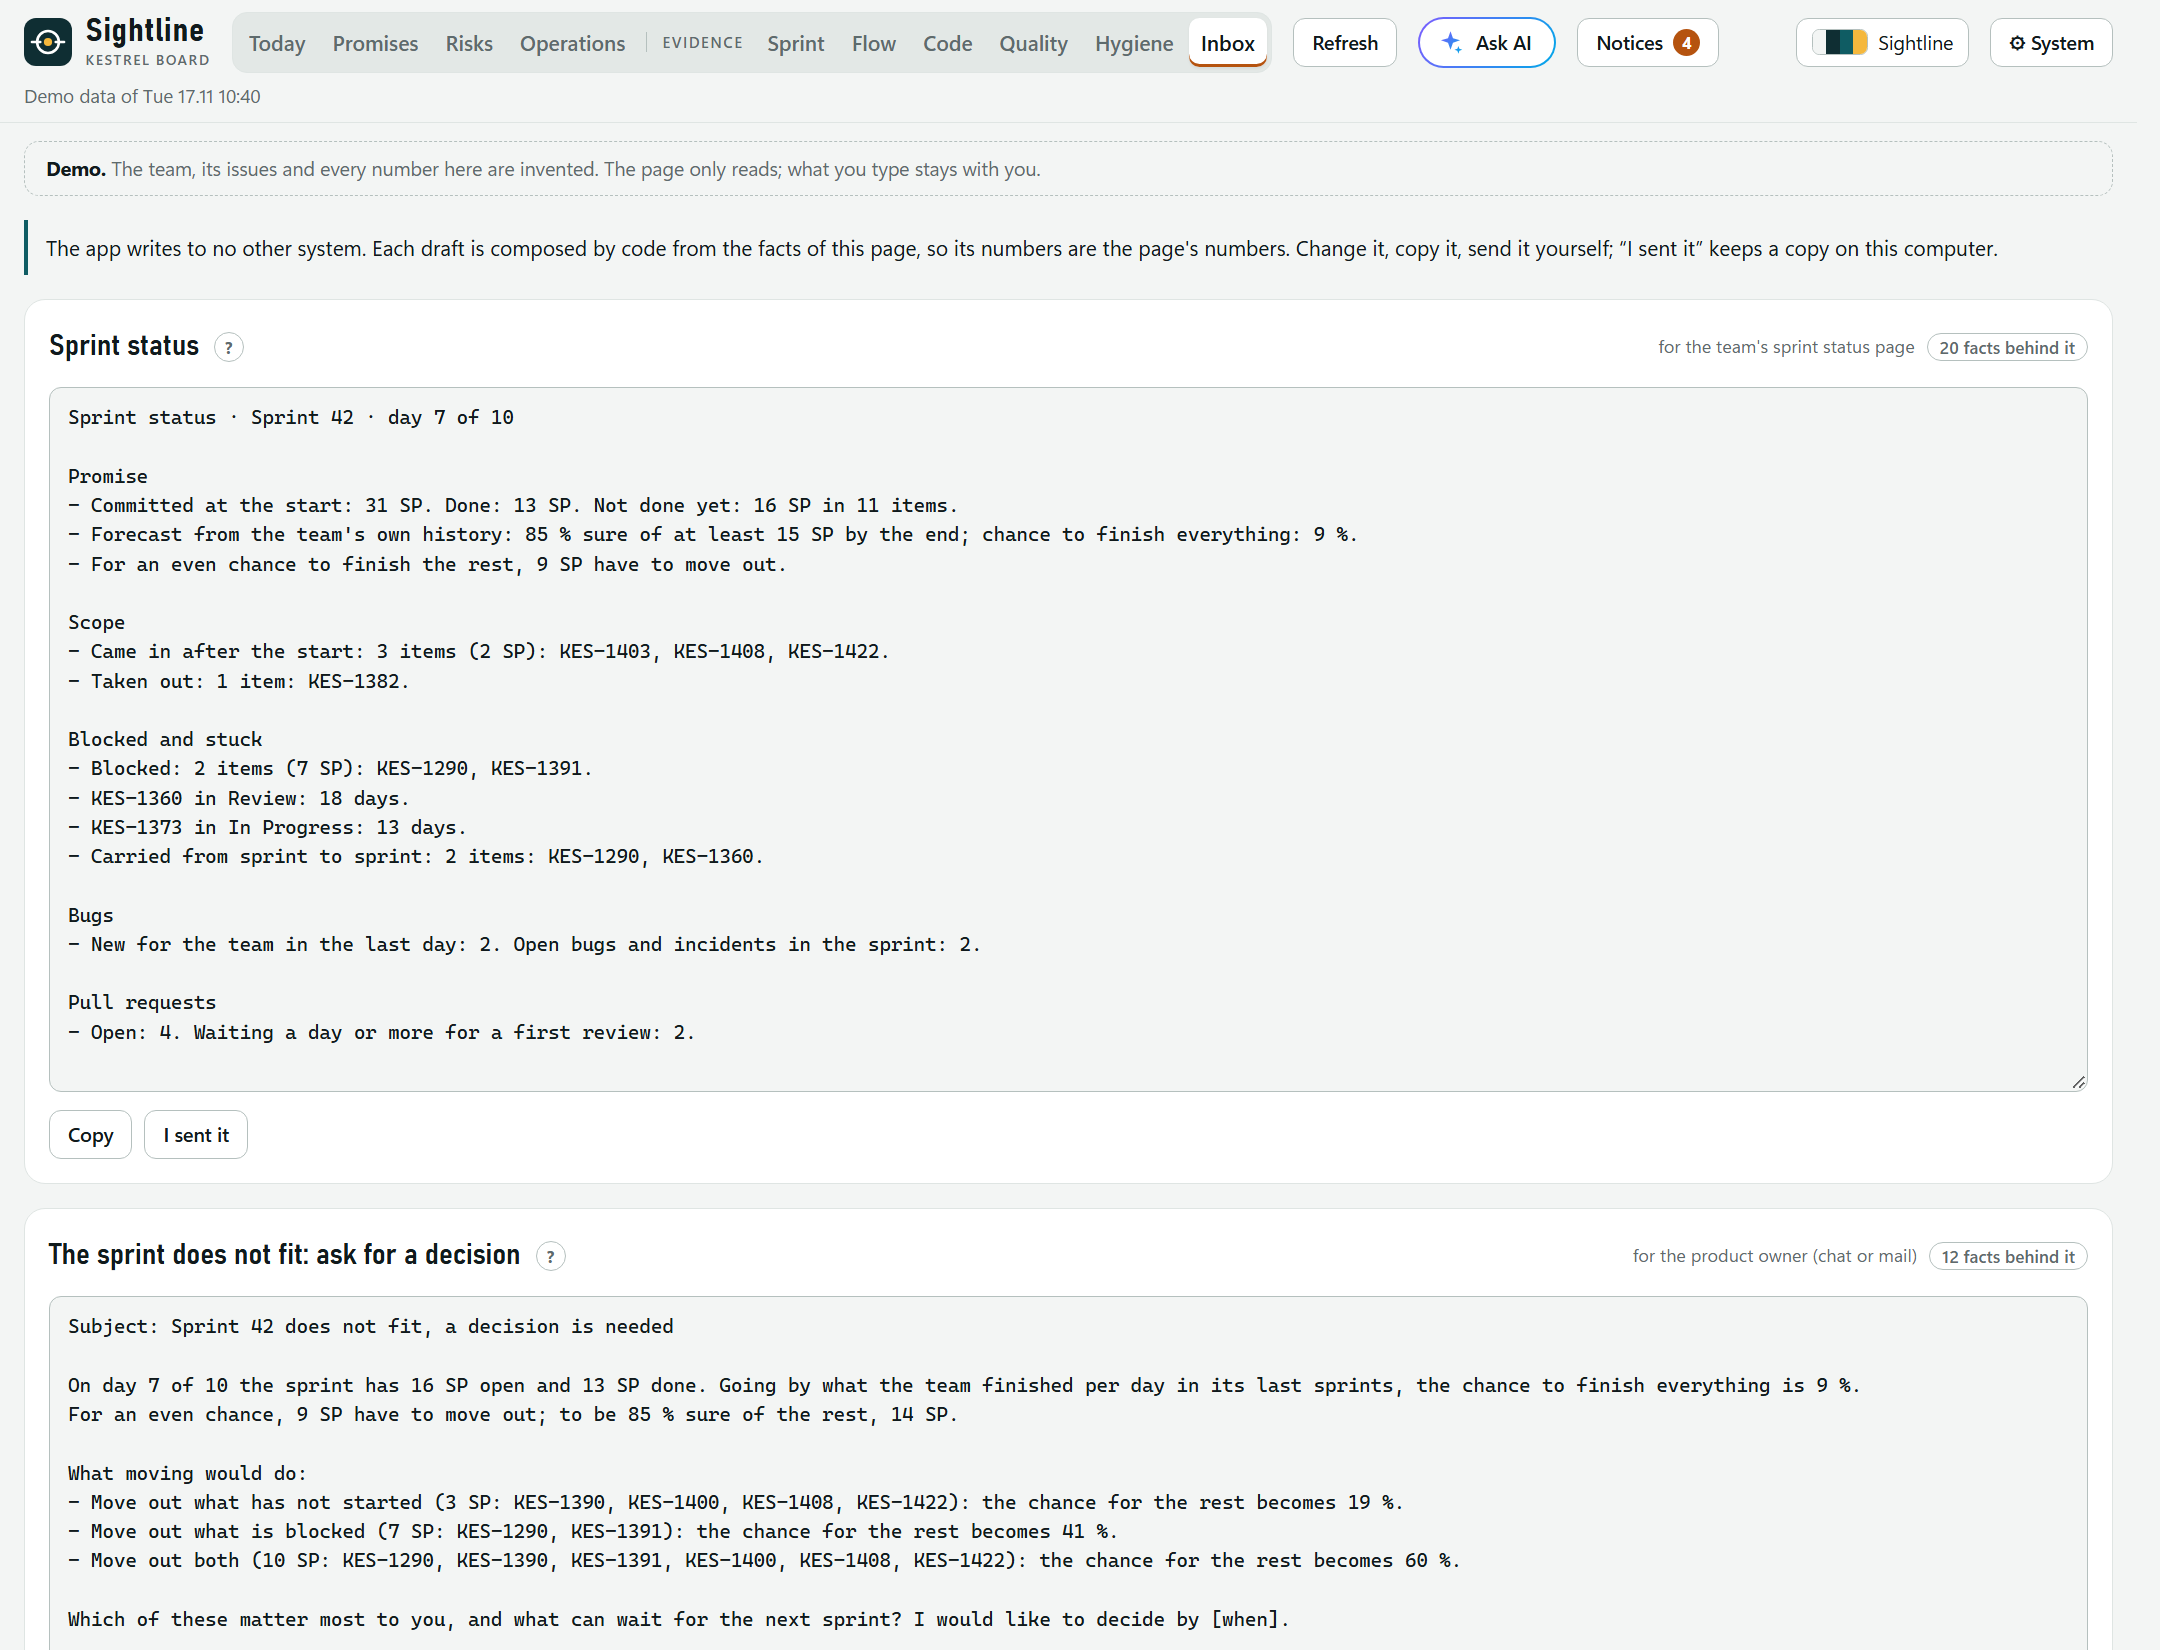 Sightline
KESTREL BOARD
Today Promises Risks Operations EVIDENCE Sprint Flow Code Quality Hygiene Inbox Refresh Ask AI Notices 4 Sightline System
Demo data of Tue 17.11 10:40
Demo. The team, its issues and every number here are invented. The page only reads; what you type stays with you.
The app writes to no other system. Each draft is composed by code from the facts of this page, so its numbers are the page's numbers. Change it, copy it, send it yourself; “I sent it” keeps a copy on this computer.
Sprint status ? for the team's sprint status page 20 facts behind it
Sprint status · Sprint 42 · day 7 of 10
Promise
- Committed at the start: 31 SP. Done: 13 SP. Not done yet: 16 SP in 11 items.
- Forecast from the team's own history: 85 % sure of at least 15 SP by the end; chance to finish everything: 9 %.
- For an even chance to finish the rest, 9 SP have to move out.
Scope
- Came in after the start: 3 items (2 SP): KES-1403, KES-1408, KES-1422.
- Taken out: 1 item: KES-1382.
Blocked and stuck
- Blocked: 2 items (7 SP): KES-1290, KES-1391.
- KES-1360 in Review: 18 days.
- KES-1373 in In Progress: 13 days.
- Carried from sprint to sprint: 2 items: KES-1290, KES-1360.
Bugs
- New for the team in the last day: 2. Open bugs and incidents in the sprint: 2.
Pull requests
- Open: 4. Waiting a day or more for a first review: 2.
Copy I sent it
The sprint does not fit: ask for a decision ? for the product owner (chat or mail) 12 facts behind it
Subject: Sprint 42 does not fit, a decision is needed
On day 7 of 10 the sprint has 16 SP open and 13 SP done. Going by what the team finished per day in its last sprints, the chance to finish everything is 9 %.
For an even chance, 9 SP have to move out; to be 85 % sure of the rest, 14 SP.
What moving would do:
- Move out what has not started (3 SP: KES-1390, KES-1400, KES-1408, KES-1422): the chance for the rest becomes 19 %.
- Move out what is blocked (7 SP: KES-1290, KES-1391): the chance for the rest becomes 41 %.
- Move out both (10 SP: KES-1290, KES-1390, KES-1391, KES-1400, KES-1408, KES-1422): the chance for the rest becomes 60 %.
Which of these matter most to you, and what can wait for the next sprint? I would like to decide by [when].